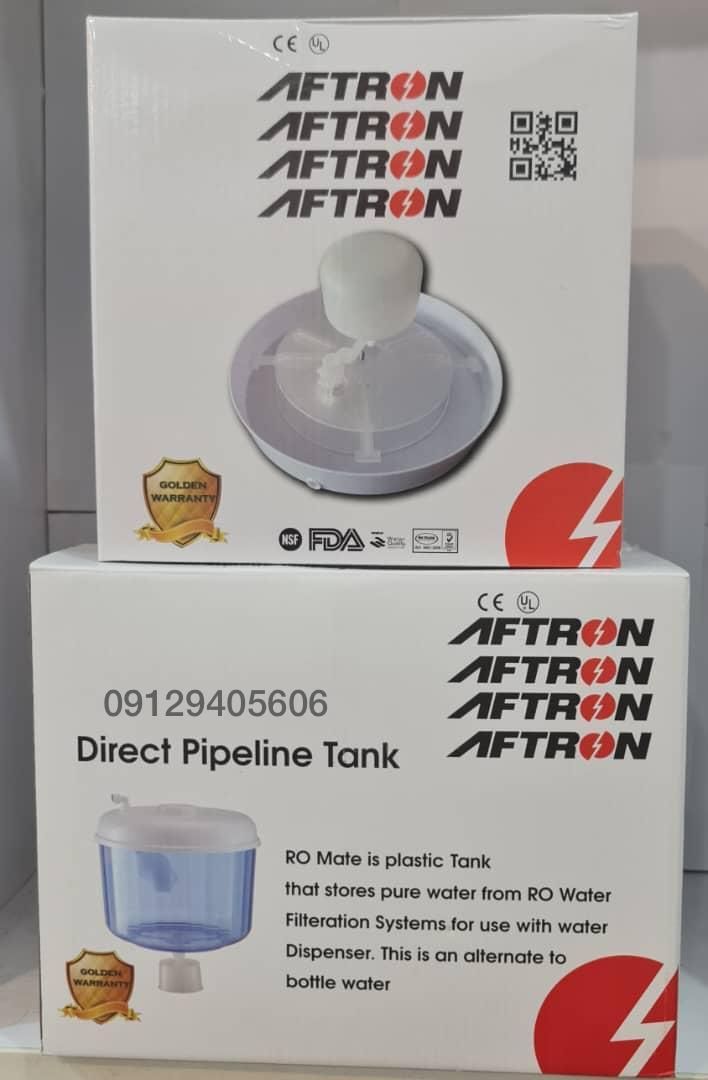 CE UL
AFTRON
AFTRON
AFTRON
AFTRON
GOLDEN
WARRANTY
NSF FDA Water Quality
CE UL
AFTRON
AFTRON
AFTRON
AFTRON
09129405606
Direct Pipeline Tank
RO Mate is plastic Tank
that stores pure water from RO Water
Filteration Systems for use with water
Dispenser. This is an alternate to
bottle water
GOLDEN
WARRANTY